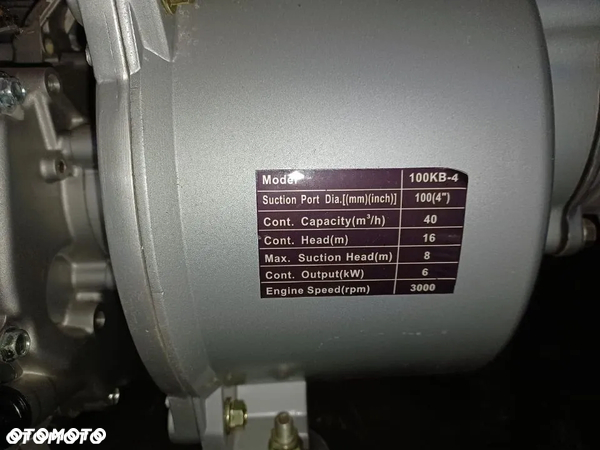 Model 100KB-4
Suction Port Dia.[(mm)(inch)] 100(4")
Cont. Capacity(m³/h) 40
Cont. Head(m) 16
Max. Suction Head(m) 8
Cont. Output(kW) 6
Engine Speed(rpm) 3000
OTOMOTO